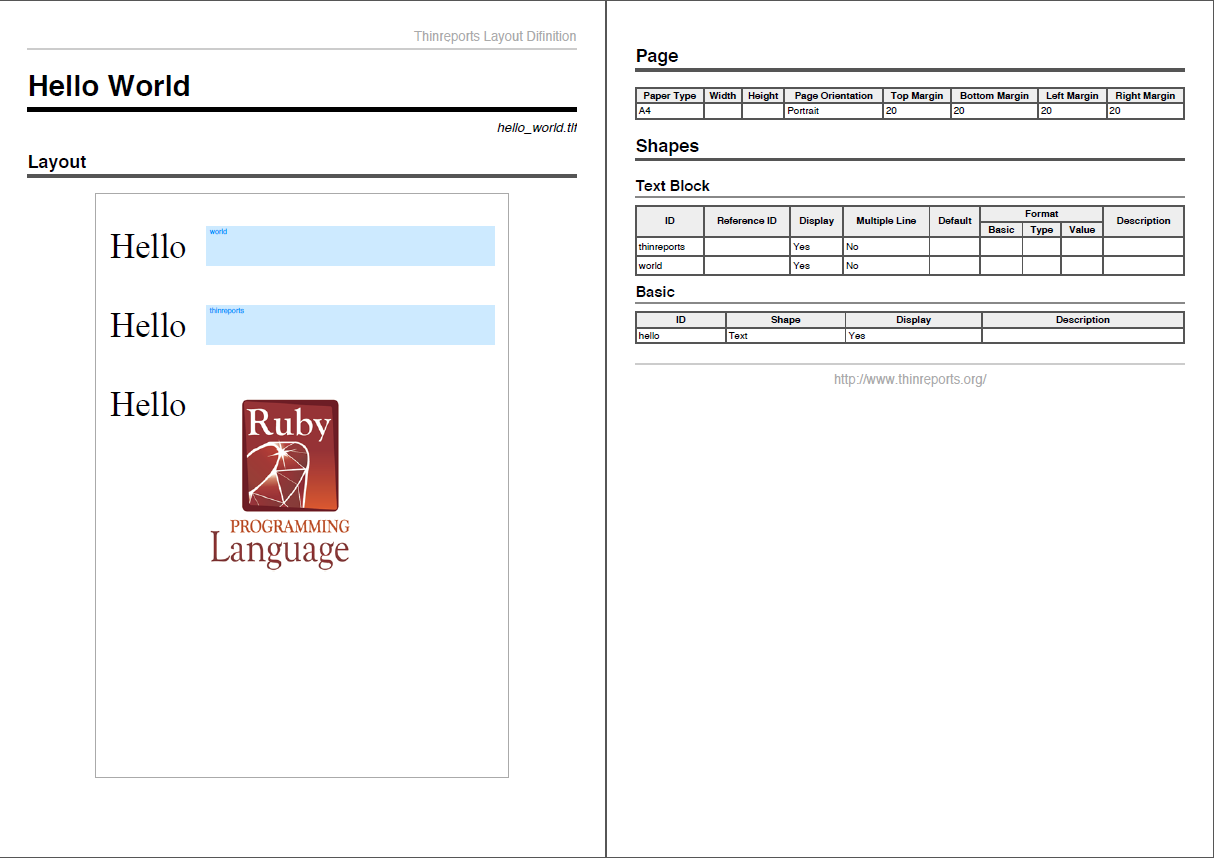 Thinreports Layout Difinition
Hello World
hello_world.tlf
Layout
Hello world
Hello thinreports
Hello
Ruby
PROGRAMMING
Language
Page
Paper Type Width Height Page Orientation Top Margin Bottom Margin Left Margin Right Margin
A4 Portrait 20 20 20 20
Shapes
Text Block
ID Reference ID Display Multiple Line Default Format Description
Basic Type Value
thinreports Yes No
world Yes No
Basic
ID Shape Display Description
hello Text Yes
http://www.thinreports.org/